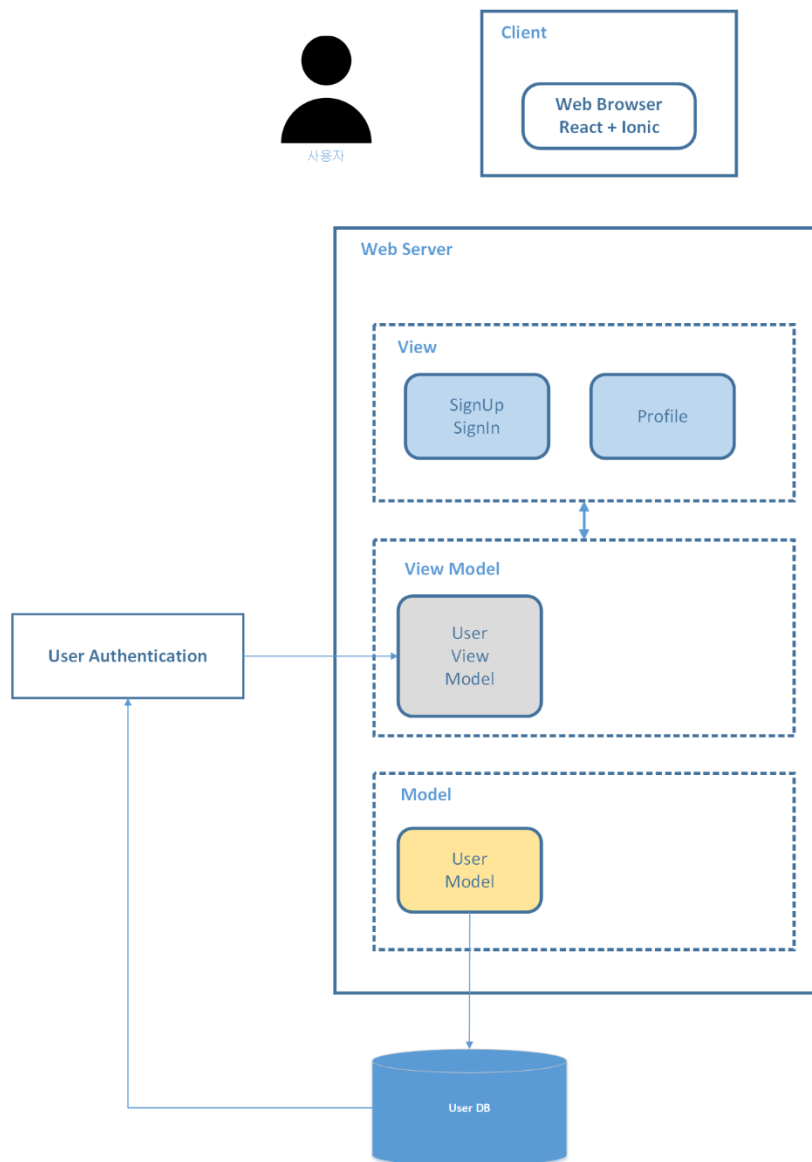 Client
Web Browser
React + Ionic
사용자
Web Server
View
SignUp
SignIn
Profile
View Model
User
View
Model
User Authentication
Model
User
Model
User DB